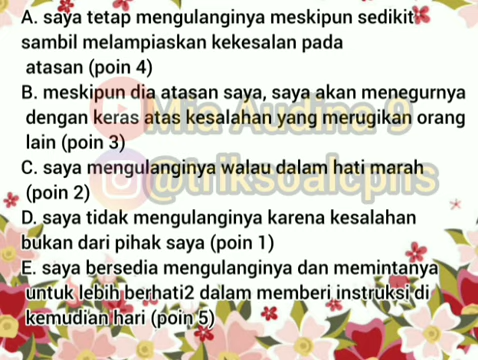 A. saya tetap mengulanginya meskipun sedikit
sambil melampiaskan kekesalan pada
atasan (poin 4)
B. meskipun dia atasan saya, saya akan menegurnya
dengan keras atas kesalahan yang merugikan orang
lain (poin 3)
C. saya mengulanginya walau dalam hati marah
(poin 2)
D. saya tidak mengulanginya karena kesalahan
bukan dari pihak saya (poin 1)
E. saya bersedia mengulanginya dan memintanya
untuk lebih berhati2 dalam memberi instruksi di
kemudian hari (poin 5)
Mia Audina 9
@triksoalcpns